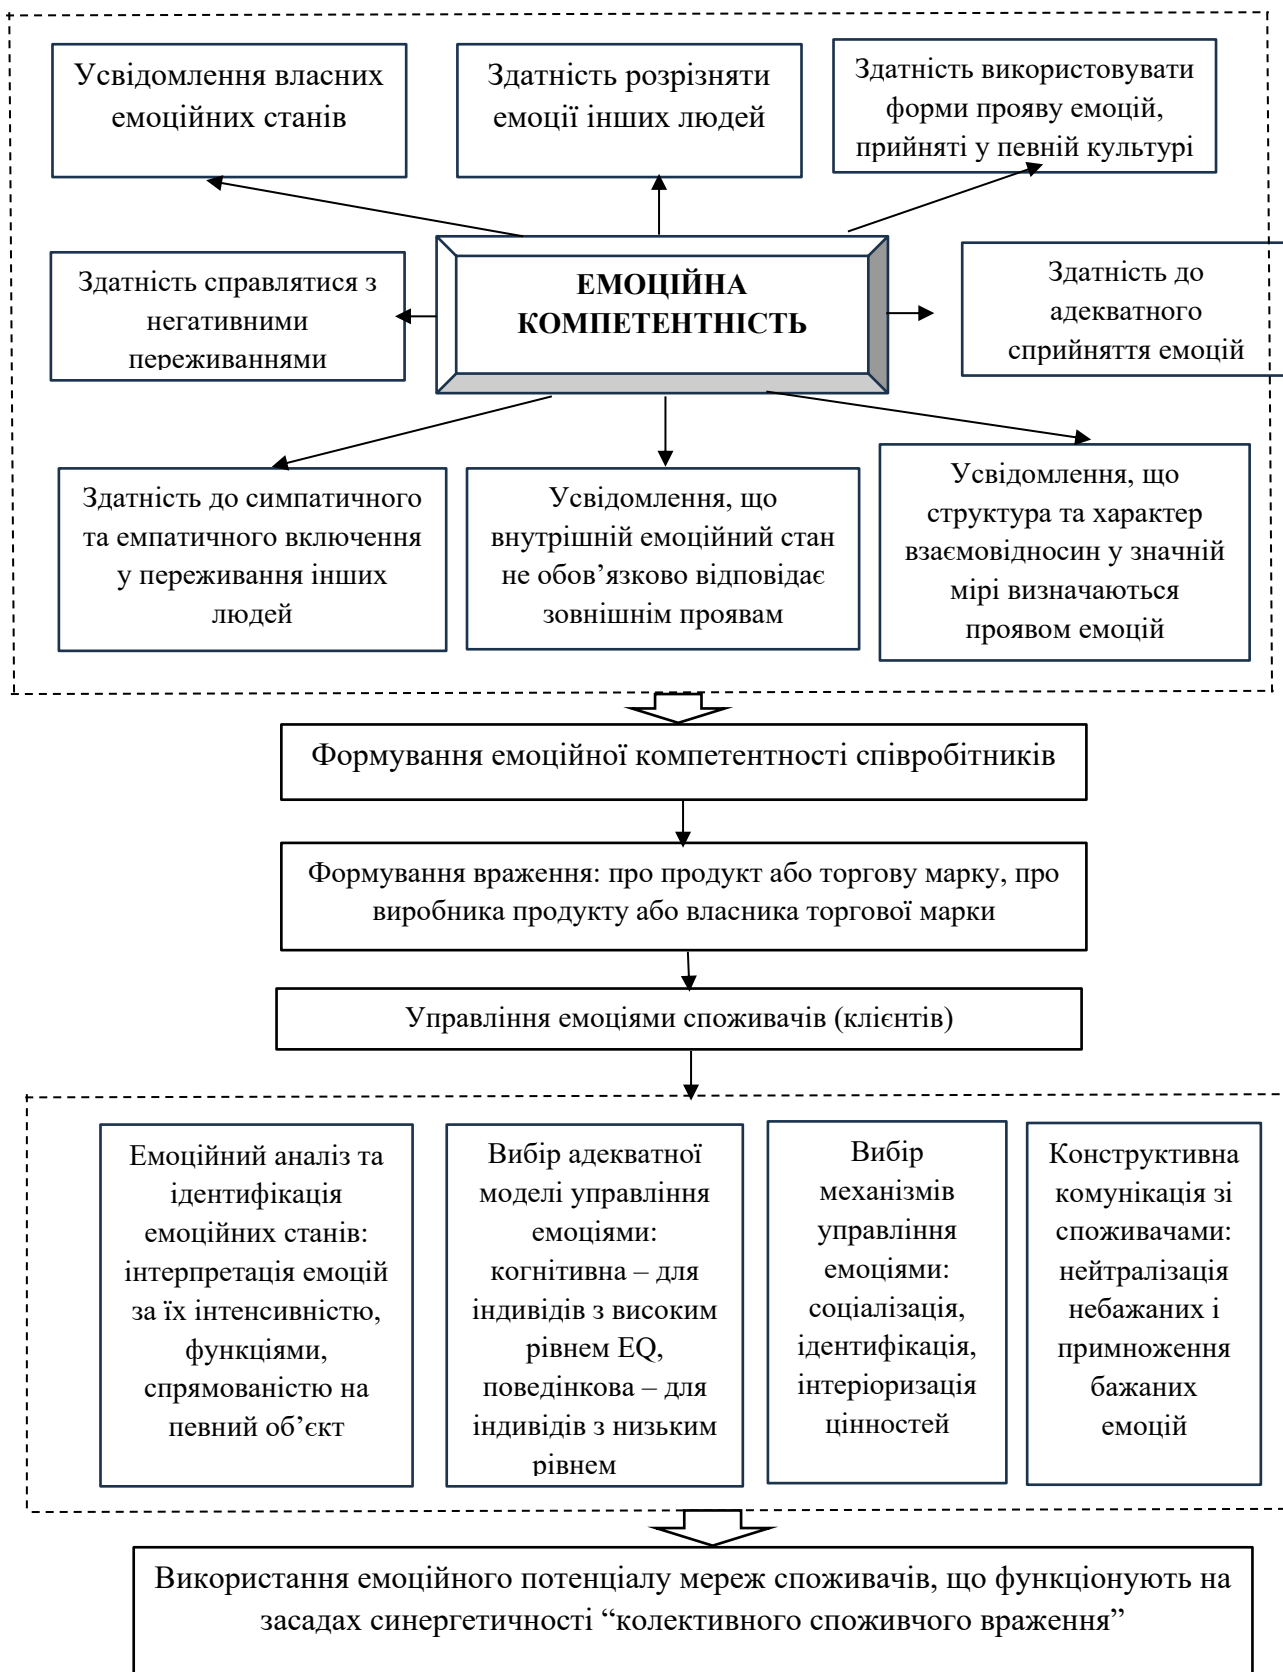 Усвідомлення власних
емоційних станів
Здатність розрізняти
емоції інших людей
Здатність використовувати
форми прояву емоцій,
прийняті у певній культурі
Здатність справлятися з
негативними
переживаннями
ЕМОЦІЙНА
КОМПЕТЕНТНІСТЬ
Здатність до
адекватного
сприйняття емоцій
Здатність до симпатичного
та емпатичного включення
у переживання інших
людей
Усвідомлення, що
внутрішній емоційний стан
не обов’язково відповідає
зовнішнім проявам
Усвідомлення, що
структура та характер
взаємовідносин у значній
мірі визначаються
проявом емоцій
Формування емоційної компетентності співробітників
Формування враження: про продукт або торгову марку, про
виробника продукту або власника торгової марки
Управління емоціями споживачів (клієнтів)
Емоційний аналіз та
ідентифікація
емоційних станів:
інтерпретація емоцій
за їх інтенсивністю,
функціями,
спрямованістю на
певний об’єкт
Вибір адекватної
моделі управління
емоціями:
когнітивна – для
індивідів з високим
рівнем EQ,
поведінкова – для
індивідів з низьким
рівнем
Вибір
механізмів
управління
емоціями:
соціалізація,
ідентифікація,
інтеріоризація
цінностей
Конструктивна
комунікація зі
споживачами:
нейтралізація
небажаних і
примноження
бажаних
емоцій
Використання емоційного потенціалу мереж споживачів, що функціонують на
засадах синергетичності “колективного споживчого враження”